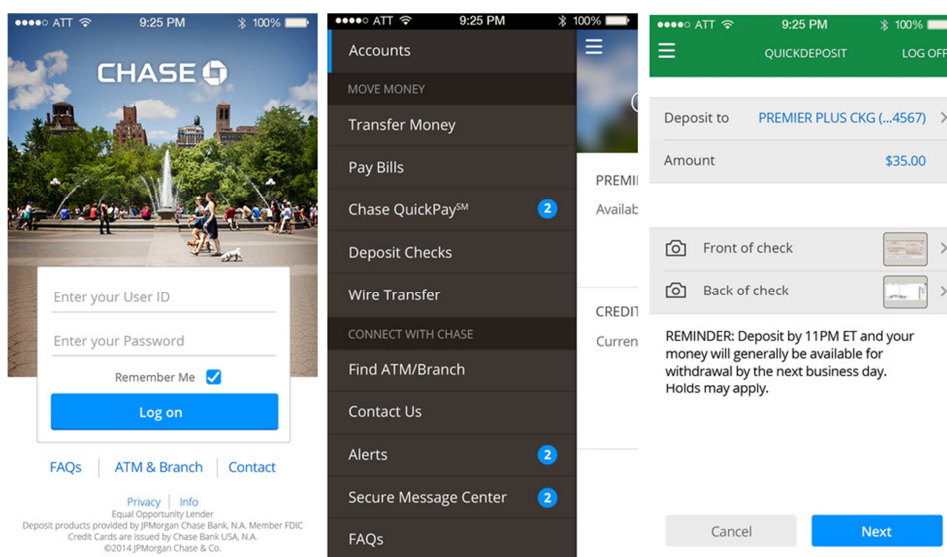 ATT 9:25 PM 100%
CHASE
Enter your User ID
Enter your Password
Remember Me
Log on
FAQs ATM & Branch Contact
Privacy Info
Equal Opportunity Lender
Deposit products provided by JPMorgan Chase Bank, N.A. Member FDIC
Credit Cards are issued by Chase Bank USA, N.A.
©2014 JPMorgan Chase & Co.
ATT 9:25 PM 100%
Accounts
MOVE MONEY
Transfer Money
Pay Bills
Chase QuickPay℠ 2
Deposit Checks
Wire Transfer
CONNECT WITH CHASE
Find ATM/Branch
Contact Us
Alerts 2
Secure Message Center 2
FAQs
PREMI
Availab
CREDIT
Curren
ATT 9:25 PM 100%
QUICKDEPOSIT LOG OFF
Deposit to PREMIER PLUS CKG (...4567)
Amount $35.00
Front of check
Back of check
REMINDER: Deposit by 11PM ET and your
money will generally be available for
withdrawal by the next business day.
Holds may apply.
Cancel Next